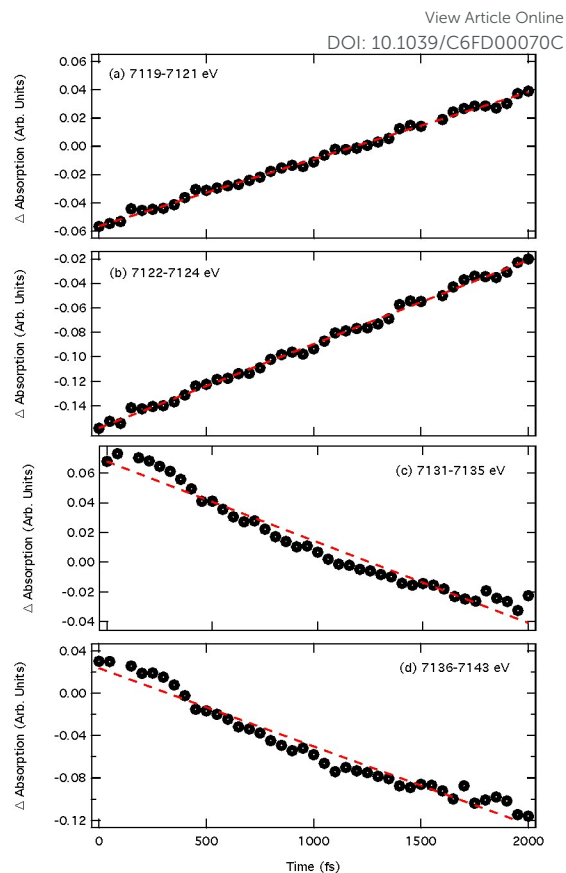 View Article Online
DOI: 10.1039/C6FD00070C
(a) 7119-7121 eV
△ Absorption (Arb. Units)
0.06
0.04
0.02
0.00
-0.02
-0.04
-0.06
(b) 7122-7124 eV
△ Absorption (Arb. Units)
-0.02
-0.04
-0.06
-0.08
-0.10
-0.12
-0.14
(c) 7131-7135 eV
△ Absorption (Arb. Units)
0.06
0.04
0.02
0.00
-0.02
-0.04
(d) 7136-7143 eV
△ Absorption (Arb. Units)
0.04
0.00
-0.04
-0.08
-0.12
0 500 1000 1500 2000
Time (fs)